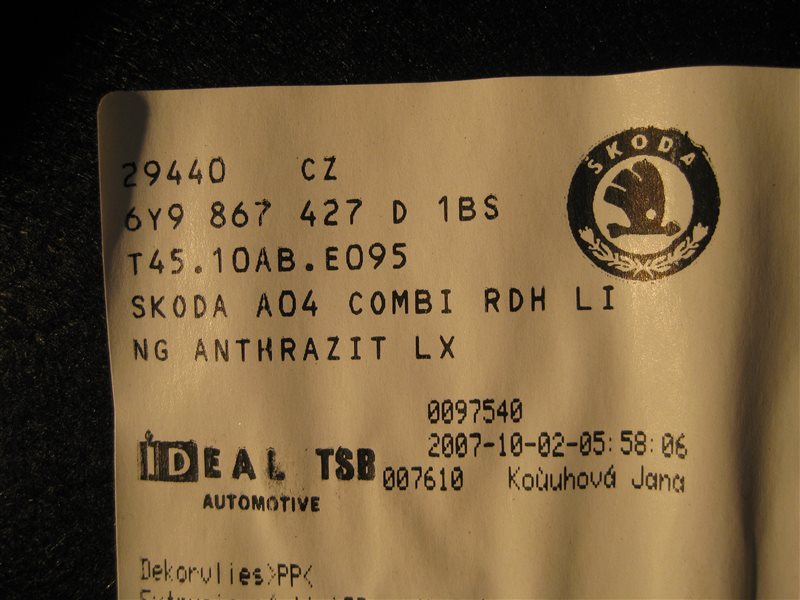 29440 CZ
SKODA
6Y9 867 427 D 1BS
T45.10AB.E095
SKODA A04 COMBI RDH LI
NG ANTHRAZIT LX
0097540
2007-10-02-05:58:06
IDEAL TSB
007610 Koùuhová Jana
AUTOMOTIVE
Dekorvlies>PP<